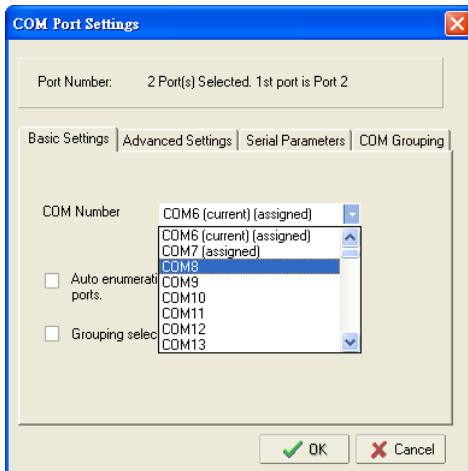 COM Port Settings
Port Number: 2 Port(s) Selected. 1st port is Port 2
Basic Settings Advanced Settings Serial Parameters COM Grouping
COM Number COM6 (current) (assigned)
COM6 (current) (assigned)
COM7 (assigned)
COM8
Auto enumerati
COM9
ports.
COM10
COM11
Grouping selec
COM12
COM13
OK Cancel